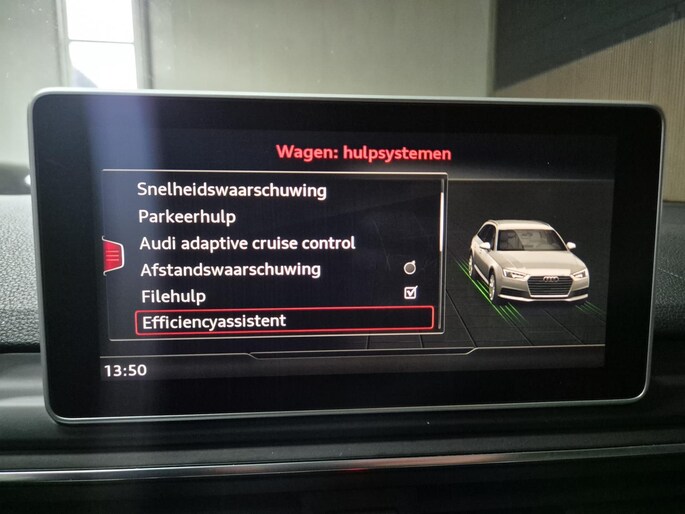 Wagen: hulpsystemen
Snelheidswaarschuwing
Parkeerhulp
Audi adaptive cruise control
Afstandswaarschuwing
Filehulp
Efficiencyassistent
13:50